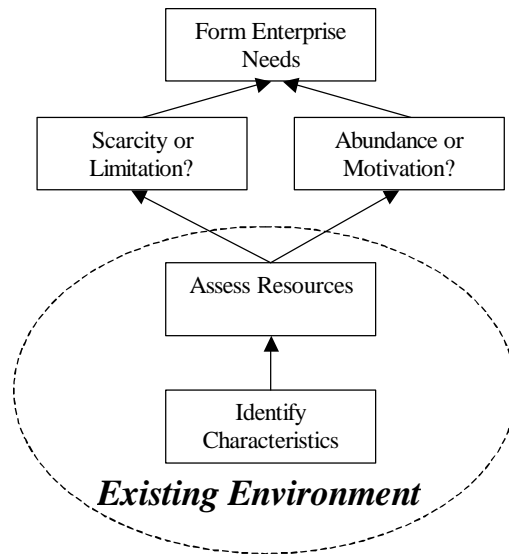 Form Enterprise
Needs
Scarcity or
Limitation?
Abundance or
Motivation?
Assess Resources
Identify
Characteristics
Existing Environment